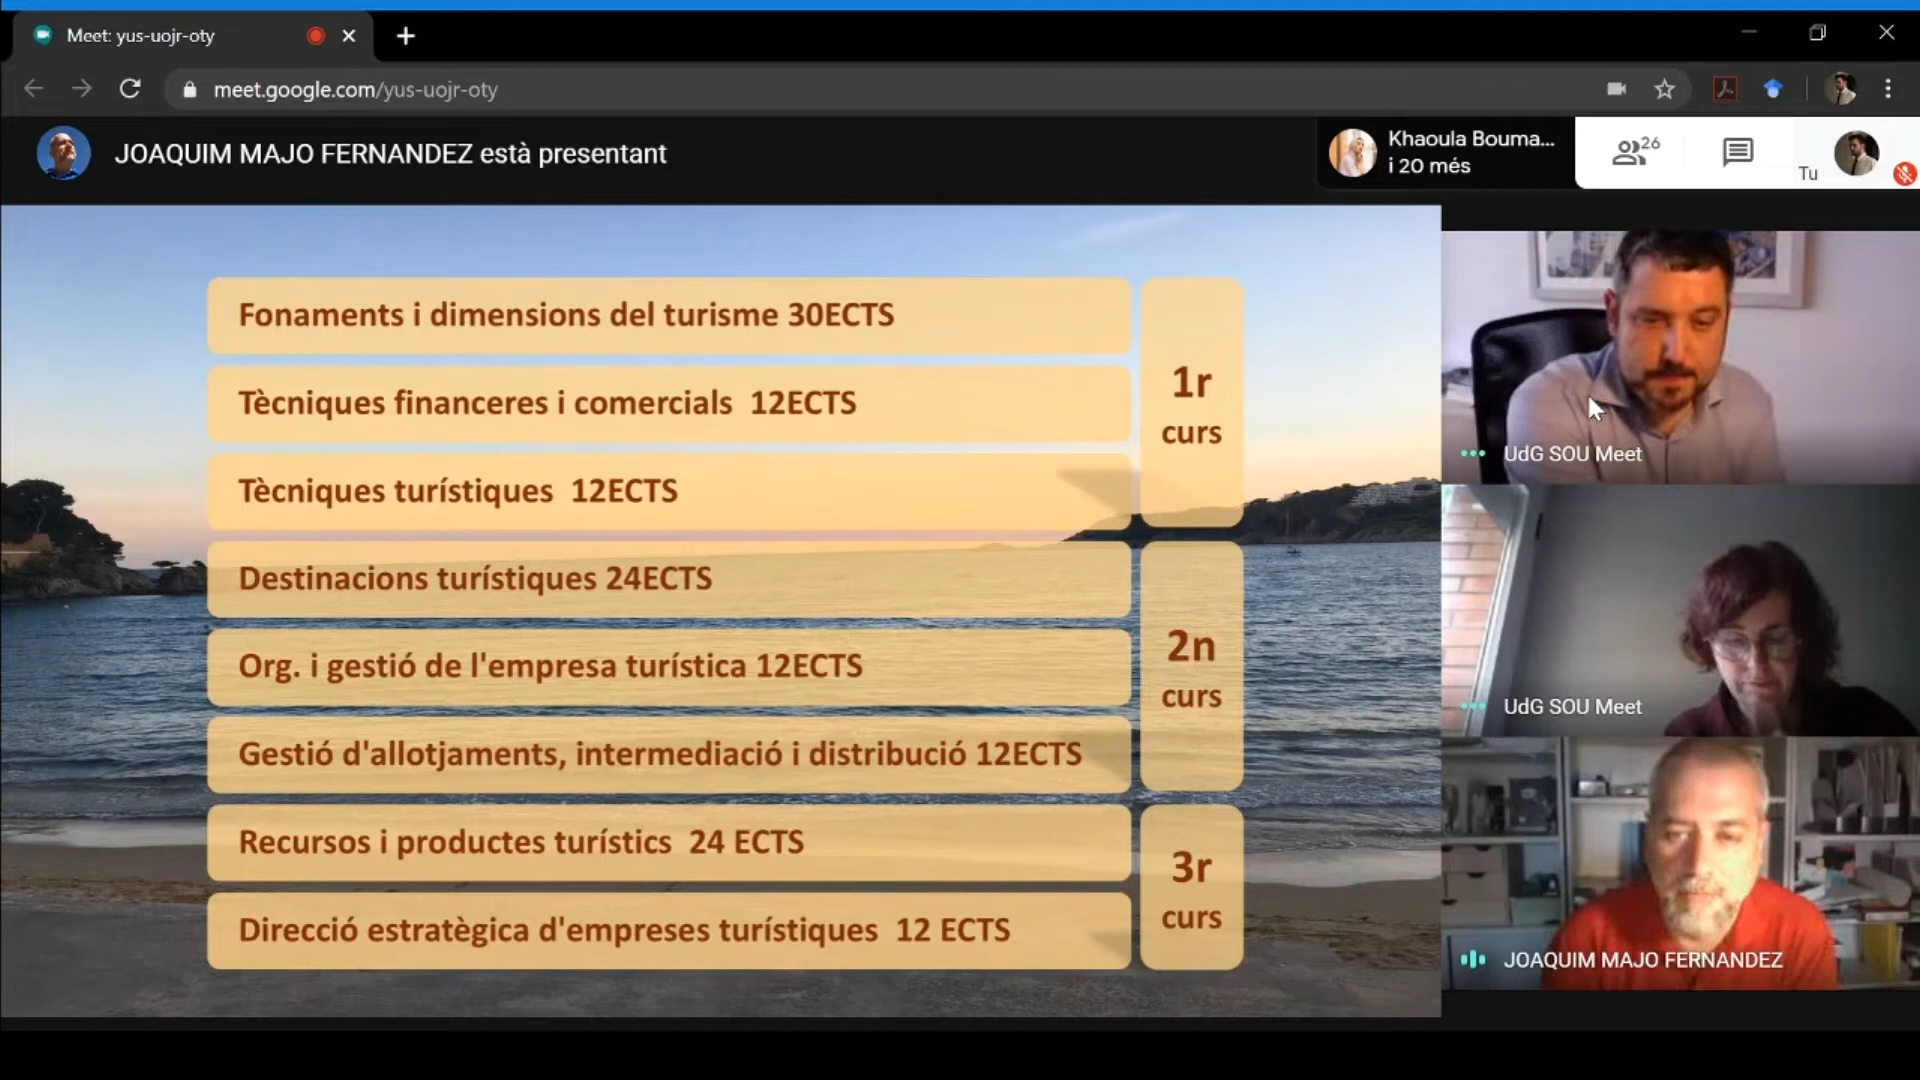 Meet: yus-uojr-oty
meet.google.com/yus-uojr-oty
JOAQUIM MAJO FERNANDEZ està presentant
Khaoula Bouma...
i 20 més
26
Tu
Fonaments i dimensions del turisme 30ECTS
Tècniques financeres i comercials 12ECTS
Tècniques turístiques 12ECTS
1r
curs
Destinacions turístiques 24ECTS
Org. i gestió de l'empresa turística 12ECTS
Gestió d'allotjaments, intermediació i distribució 12ECTS
2n
curs
Recursos i productes turístics 24 ECTS
Direcció estratègica d'empreses turístiques 12 ECTS
3r
curs
UdG SOU Meet
UdG SOU Meet
JOAQUIM MAJO FERNANDEZ